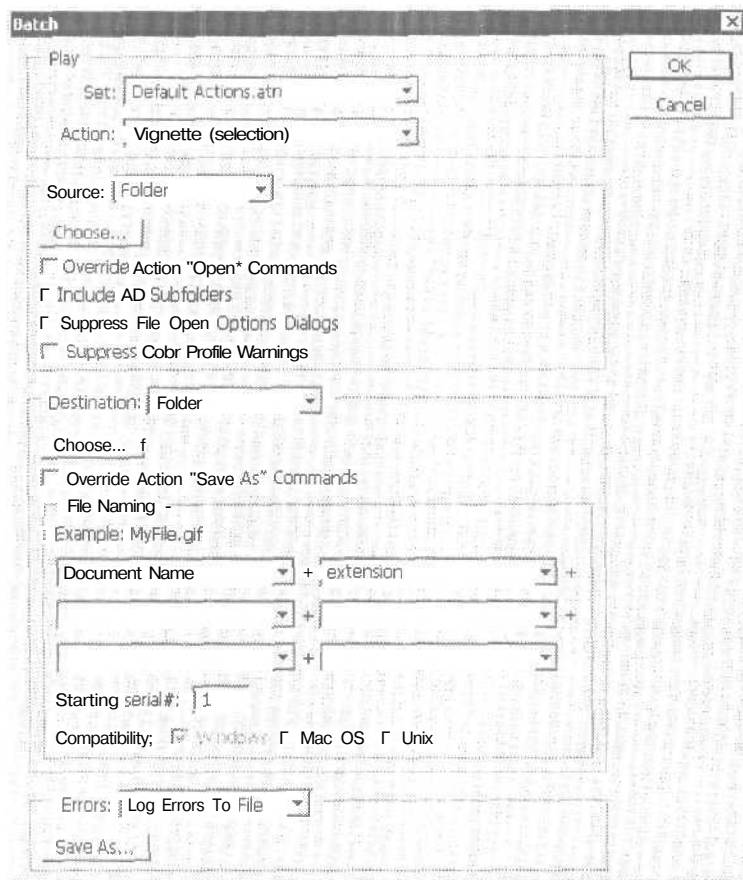 Batch
Play
Set: Default Actions.atn
Action: Vignette (selection)
OK
Cancel
Source: Folder
Choose...
Override Action "Open* Commands
Г Include AD Subfolders
Г Suppress File Open Options Dialogs
Suppress Cobr Profile Warnings
Destination: Folder
Choose... f
Override Action "Save As" Commands
File Naming -
Example: MyFile.gif
Document Name + extension +
+ +
+
Starting serial#: 1
Compatibility; Windows Г Mac OS Г Unix
Errors: Log Errors To File
Save As...